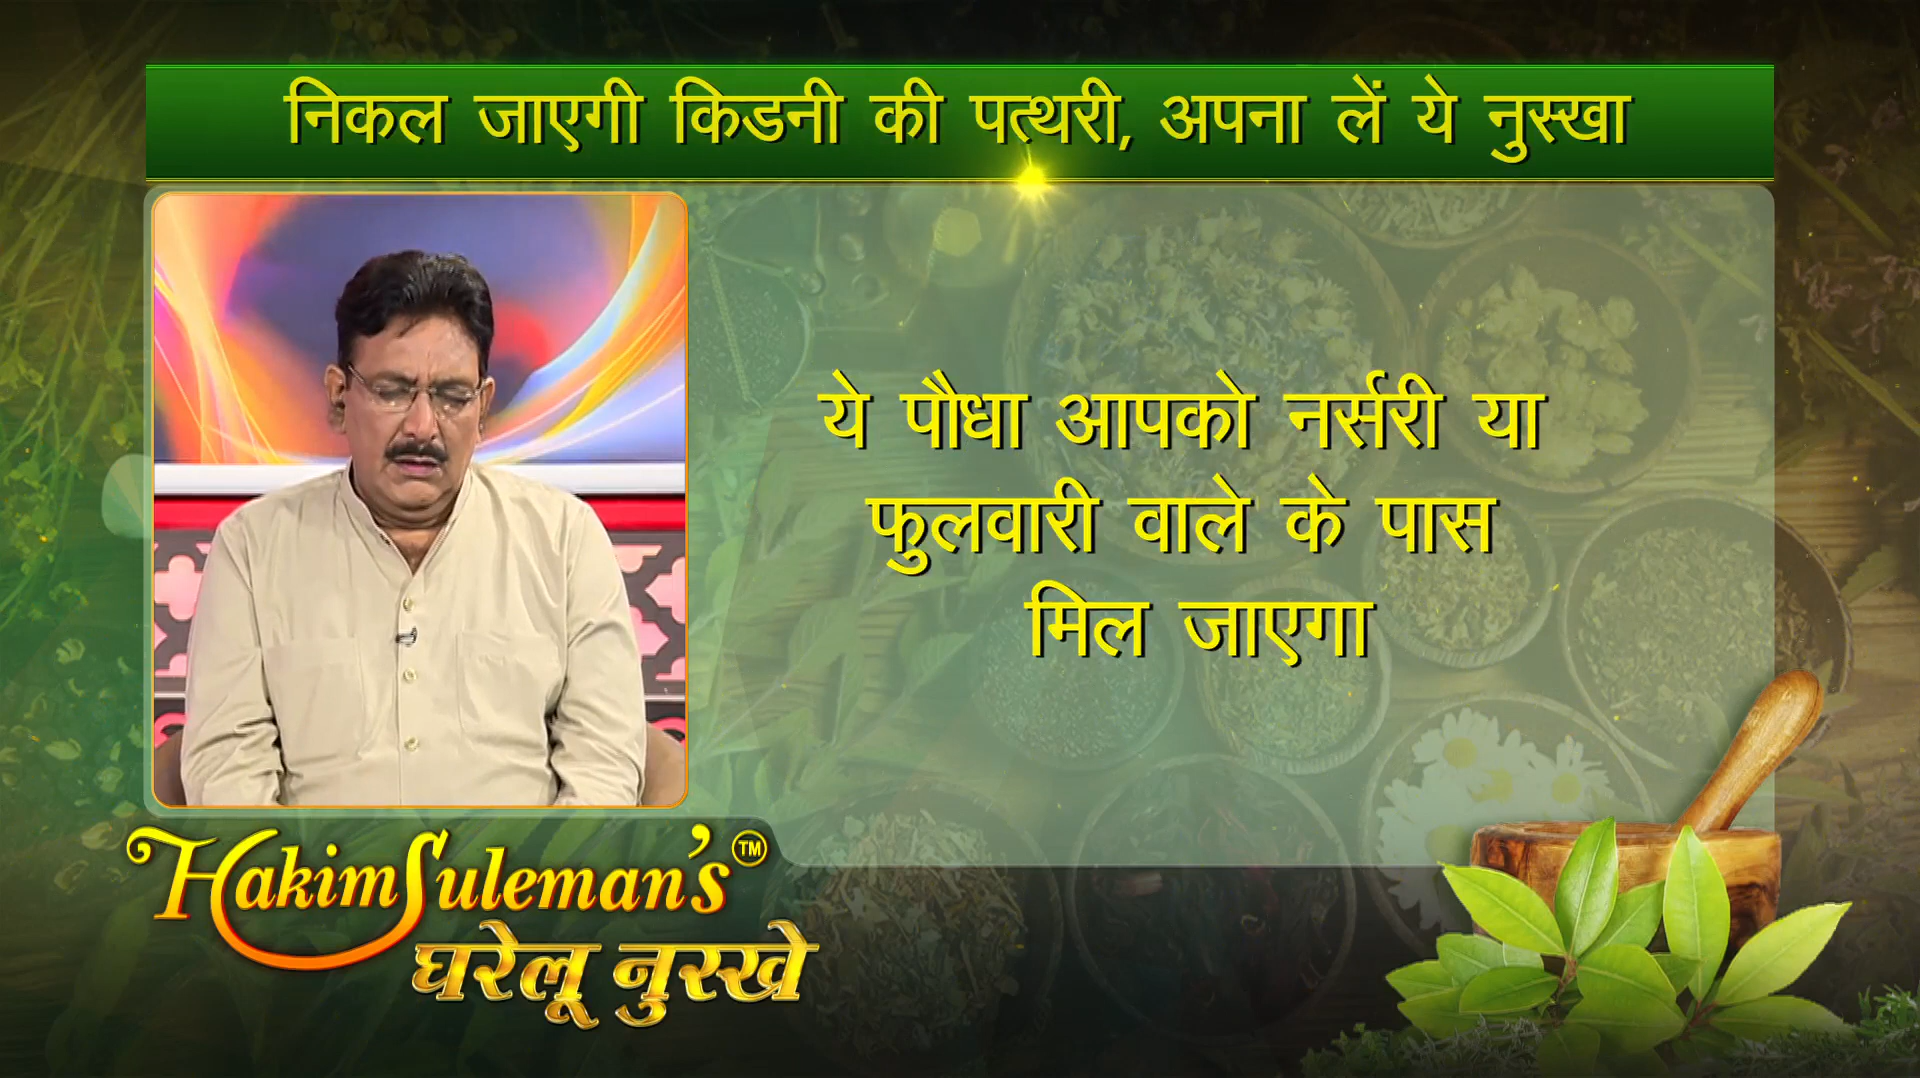 निकल जाएगी किडनी की पत्थरी, अपना लें ये नुस्खा
ये पौधा आपको नर्सरी या
फुलवारी वाले के पास
मिल जाएगा
Hakim Suleman's™
घरेलू नुस्खे